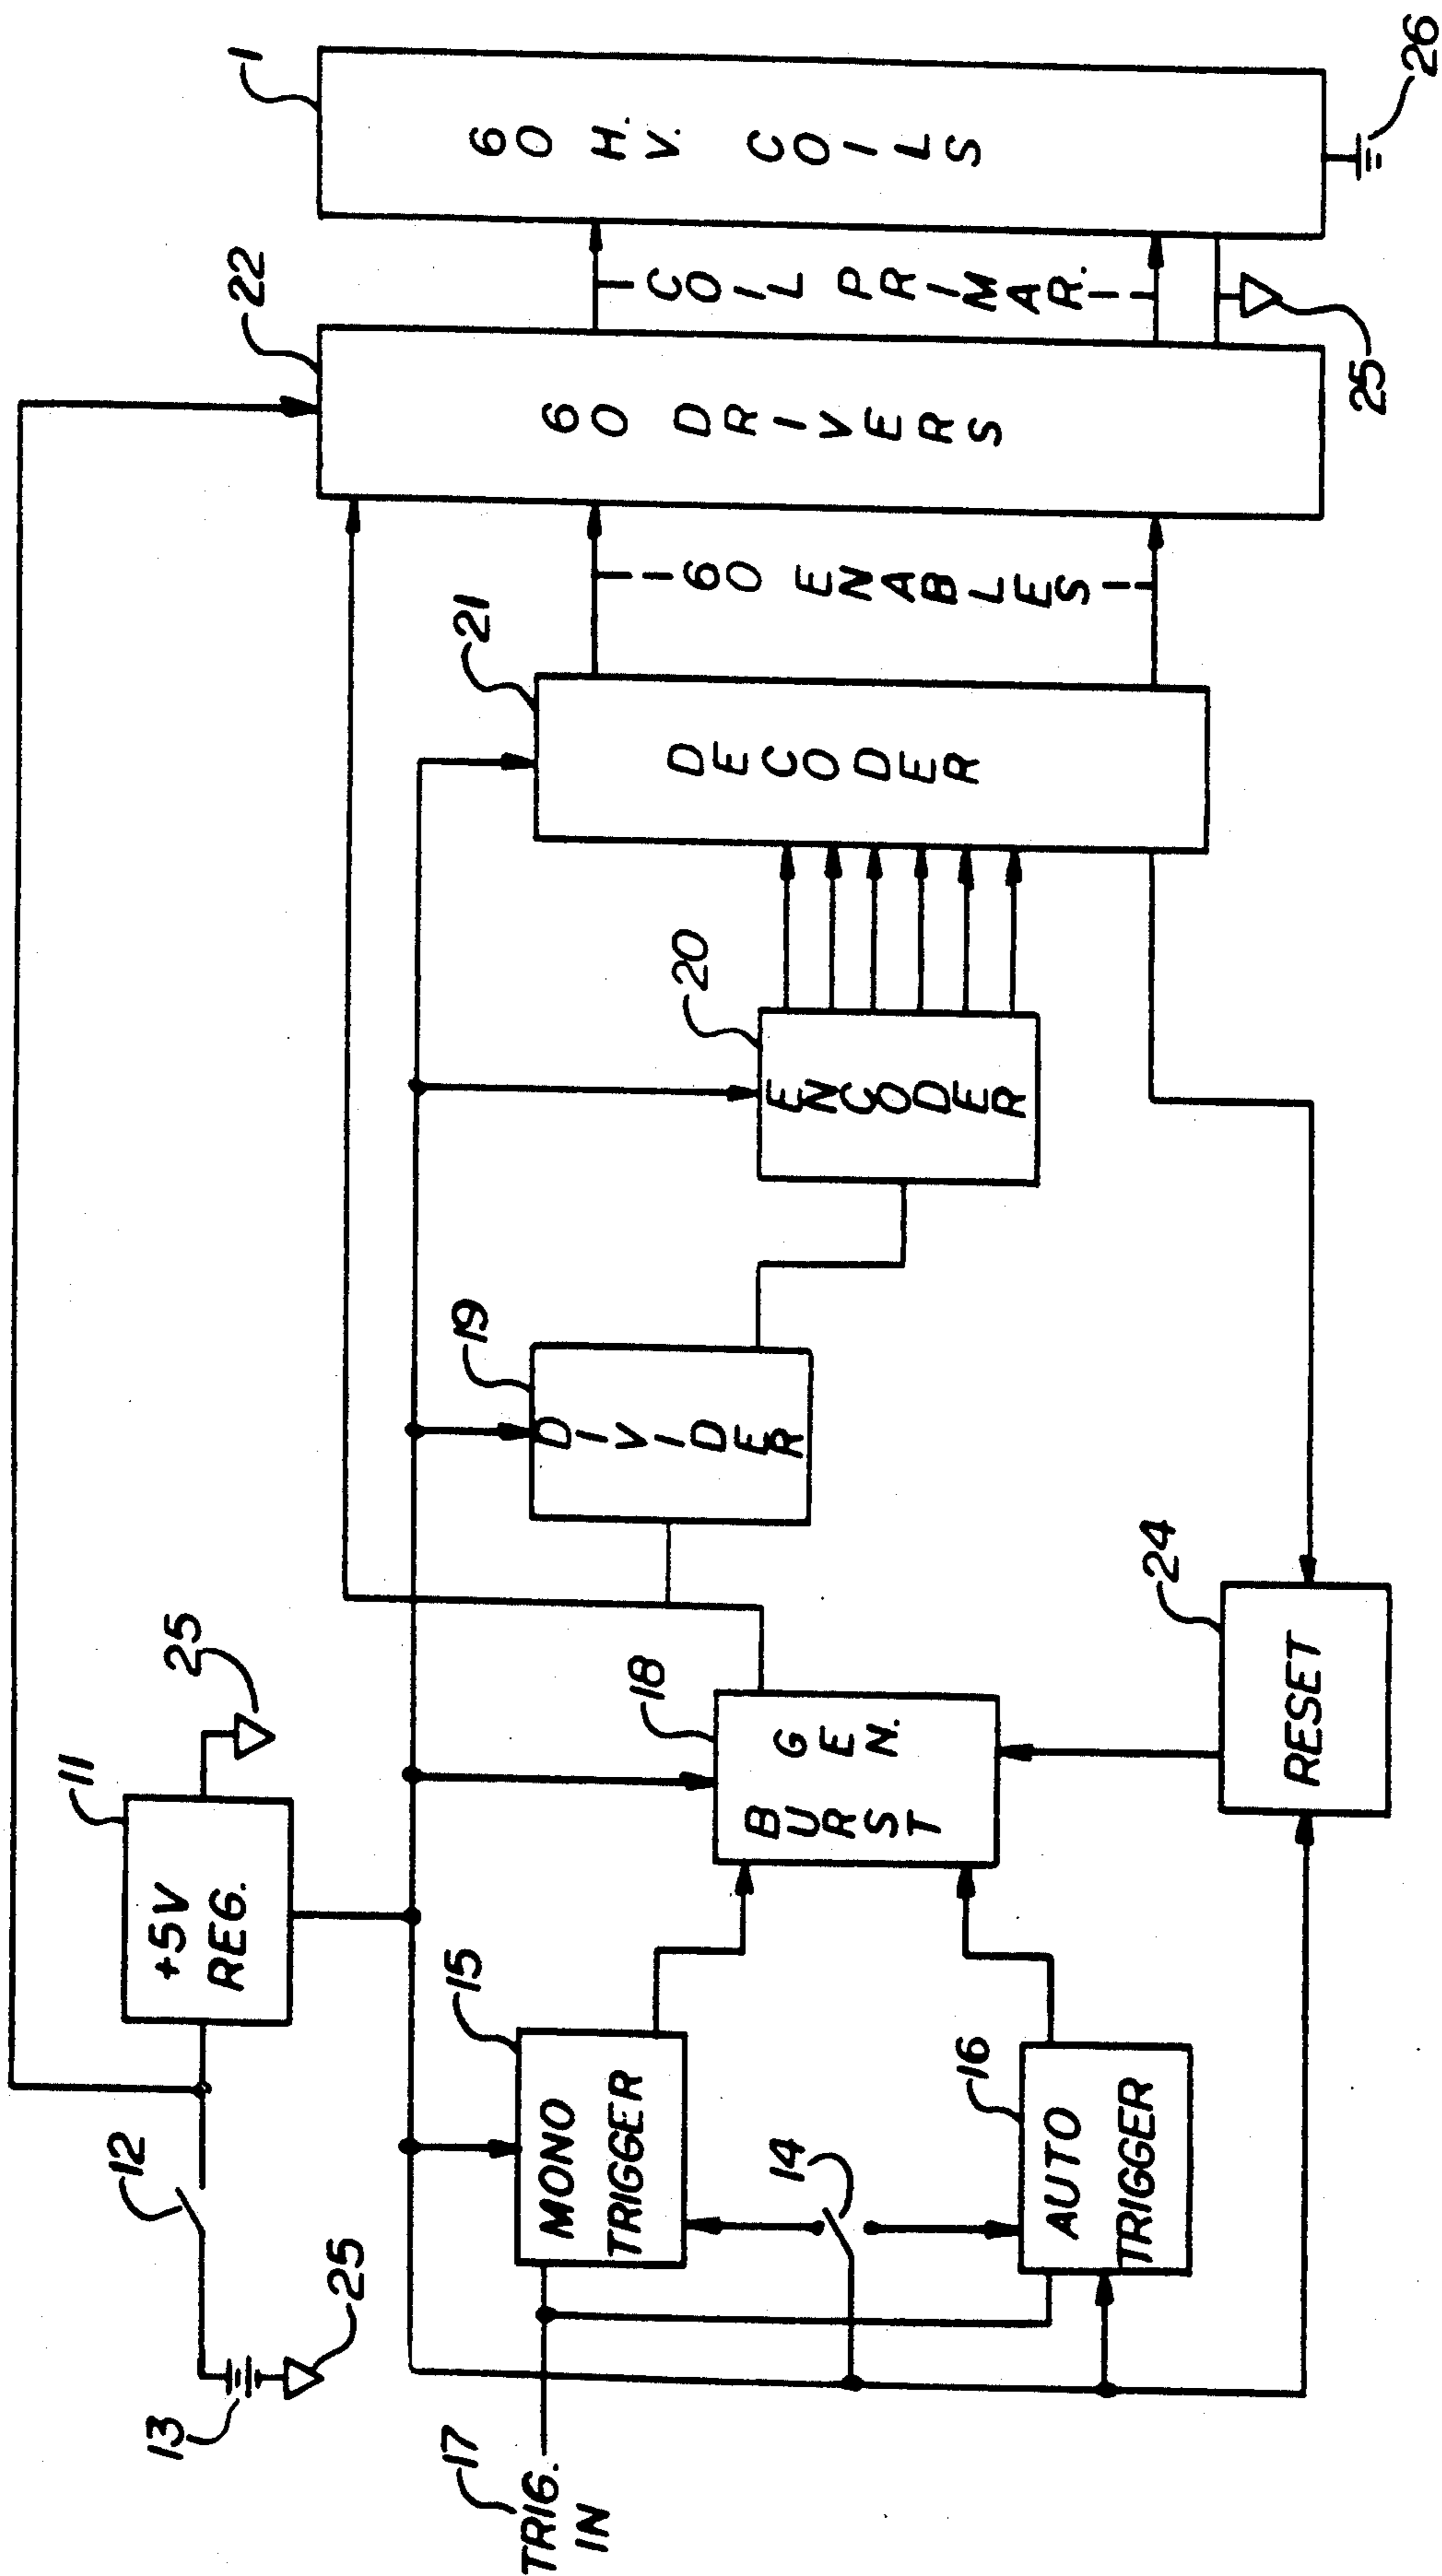 13
25
12
11
+5V
REG.
25
17
TRIG.
IN
15
MONO
TRIGGER
14
16
AUTO
TRIGGER
18
BURST
GEN.
24
RESET
19
DIVIDER
20
ENCODER
21
DECODER
60 ENABLES
22
60 DRIVERS
COIL PRIMAR.
25
1
60 H.V. COILS
26